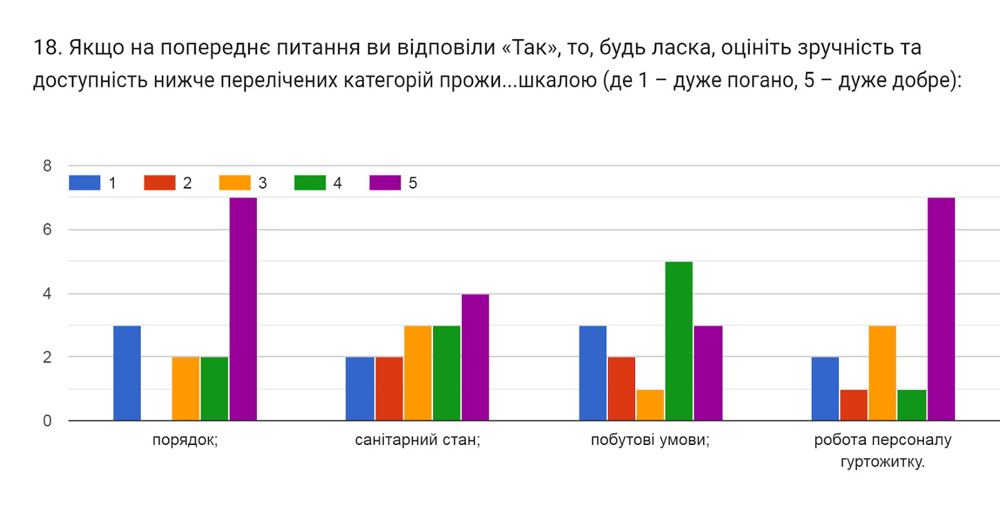 18. Якщо на попереднє питання ви відповіли «Так», то, будь ласка, оцініть зручність та
доступність нижче перелічених категорій прожи...шкалою (де 1 – дуже погано, 5 – дуже добре):
8
1 2 3 4 5
6
4
2
0
порядок; санітарний стан; побутові умови; робота персоналу
гуртожитку.